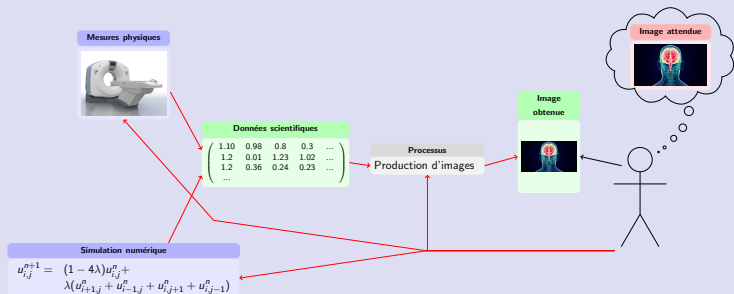 Image attendue
Mesures physiques
Image
obtenue
Données scientifiques
1.10 0.98 0.8 0.3 ...
1.2 0.01 1.23 1.02 ...
1.2 0.36 0.24 0.23 ...
...
Processus
Production d'images
Simulation numérique
u_{i,j}^{n+1} = (1 − 4λ)u_{i,j}^{n}+
λ(u_{i+1,j}^{n} + u_{i−1,j}^{n} + u_{i,j+1}^{n} + u_{i,j−1}^{n})